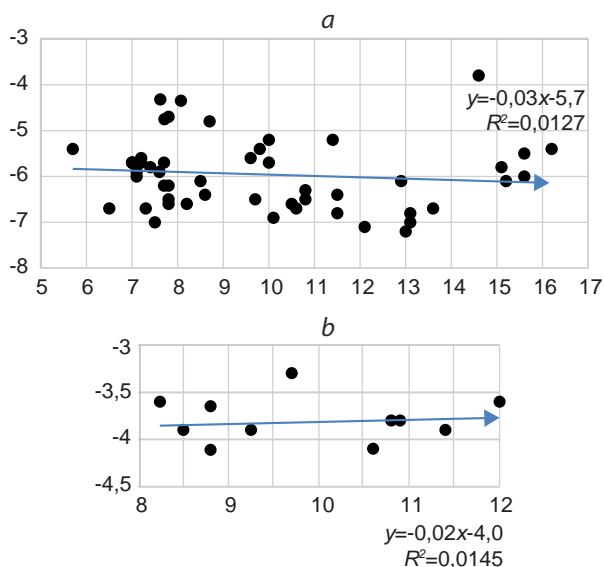 a
-3
-4
-5
-6
-7
-8
y=-0,03x-5,7
R²=0,0127
5 6 7 8 9 10 11 12 13 14 15 16 17
b
-3
-3,5
-4
-4,5
8 9 10 11 12
y=-0,02x-4,0
R²=0,0145